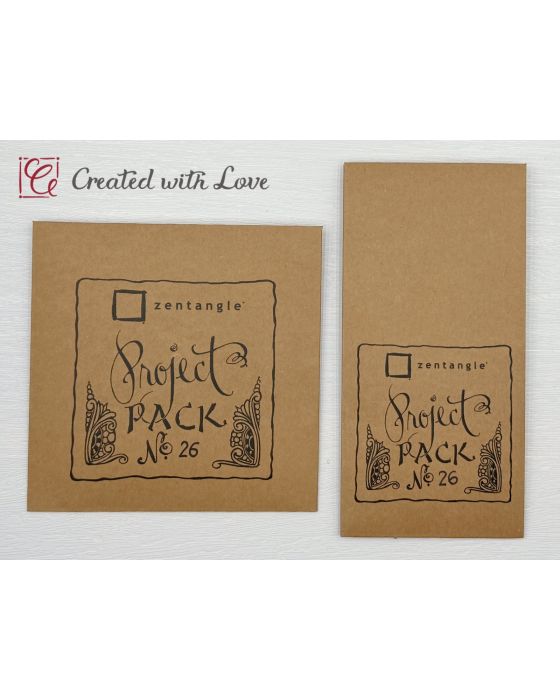 Created with Love
zentangle®
Project
PACK
No 26
zentangle®
Project
PACK
No 26